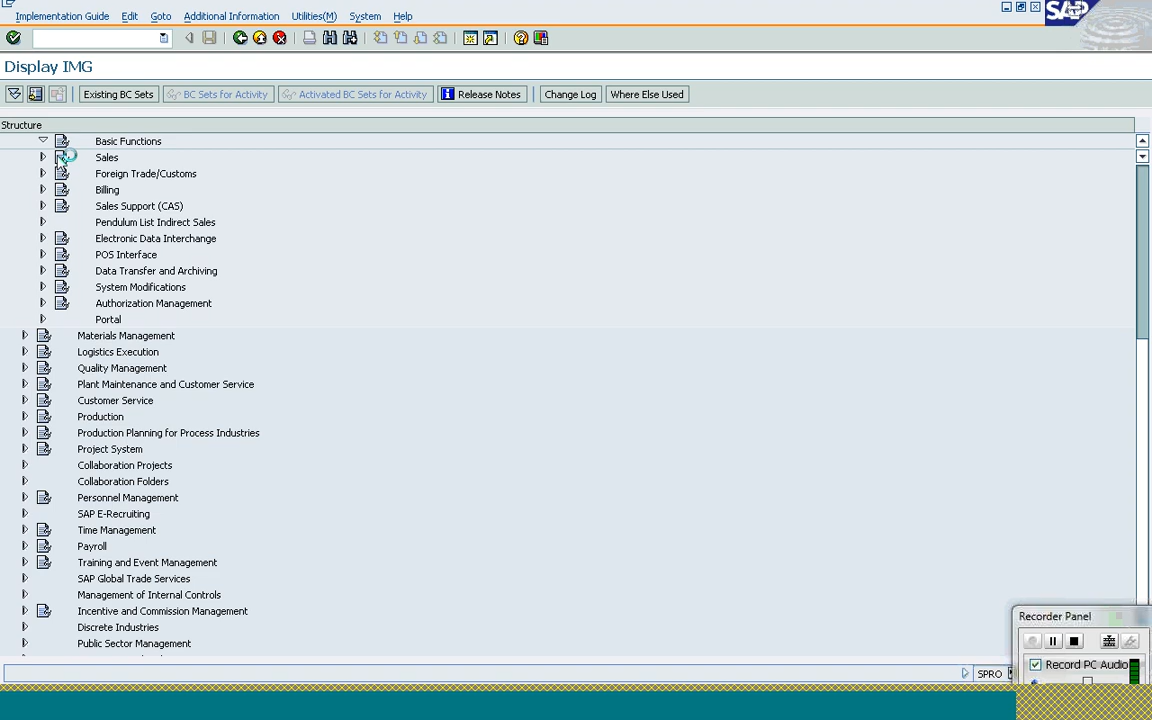 Implementation Guide Edit Goto Additional Information Utilities(M) System Help
SAP
Display IMG
Existing BC Sets BC Sets for Activity Activated BC Sets for Activity Release Notes Change Log Where Else Used
Structure
Basic Functions
Sales
Foreign Trade/Customs
Billing
Sales Support (CAS)
Pendulum List Indirect Sales
Electronic Data Interchange
POS Interface
Data Transfer and Archiving
System Modifications
Authorization Management
Portal
Materials Management
Logistics Execution
Quality Management
Plant Maintenance and Customer Service
Customer Service
Production
Production Planning for Process Industries
Project System
Collaboration Projects
Collaboration Folders
Personnel Management
SAP E-Recruiting
Time Management
Payroll
Training and Event Management
SAP Global Trade Services
Management of Internal Controls
Incentive and Commission Management
Discrete Industries
Public Sector Management
Recorder Panel
Record PC Audio
SPRO